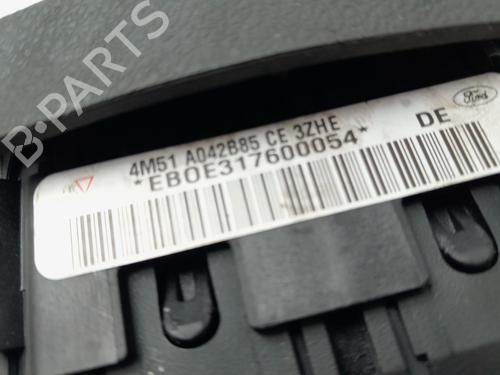 B-PARTS
Ford
4M51 A042B85 CE 3ZHE
DE
*EB0E317600054*